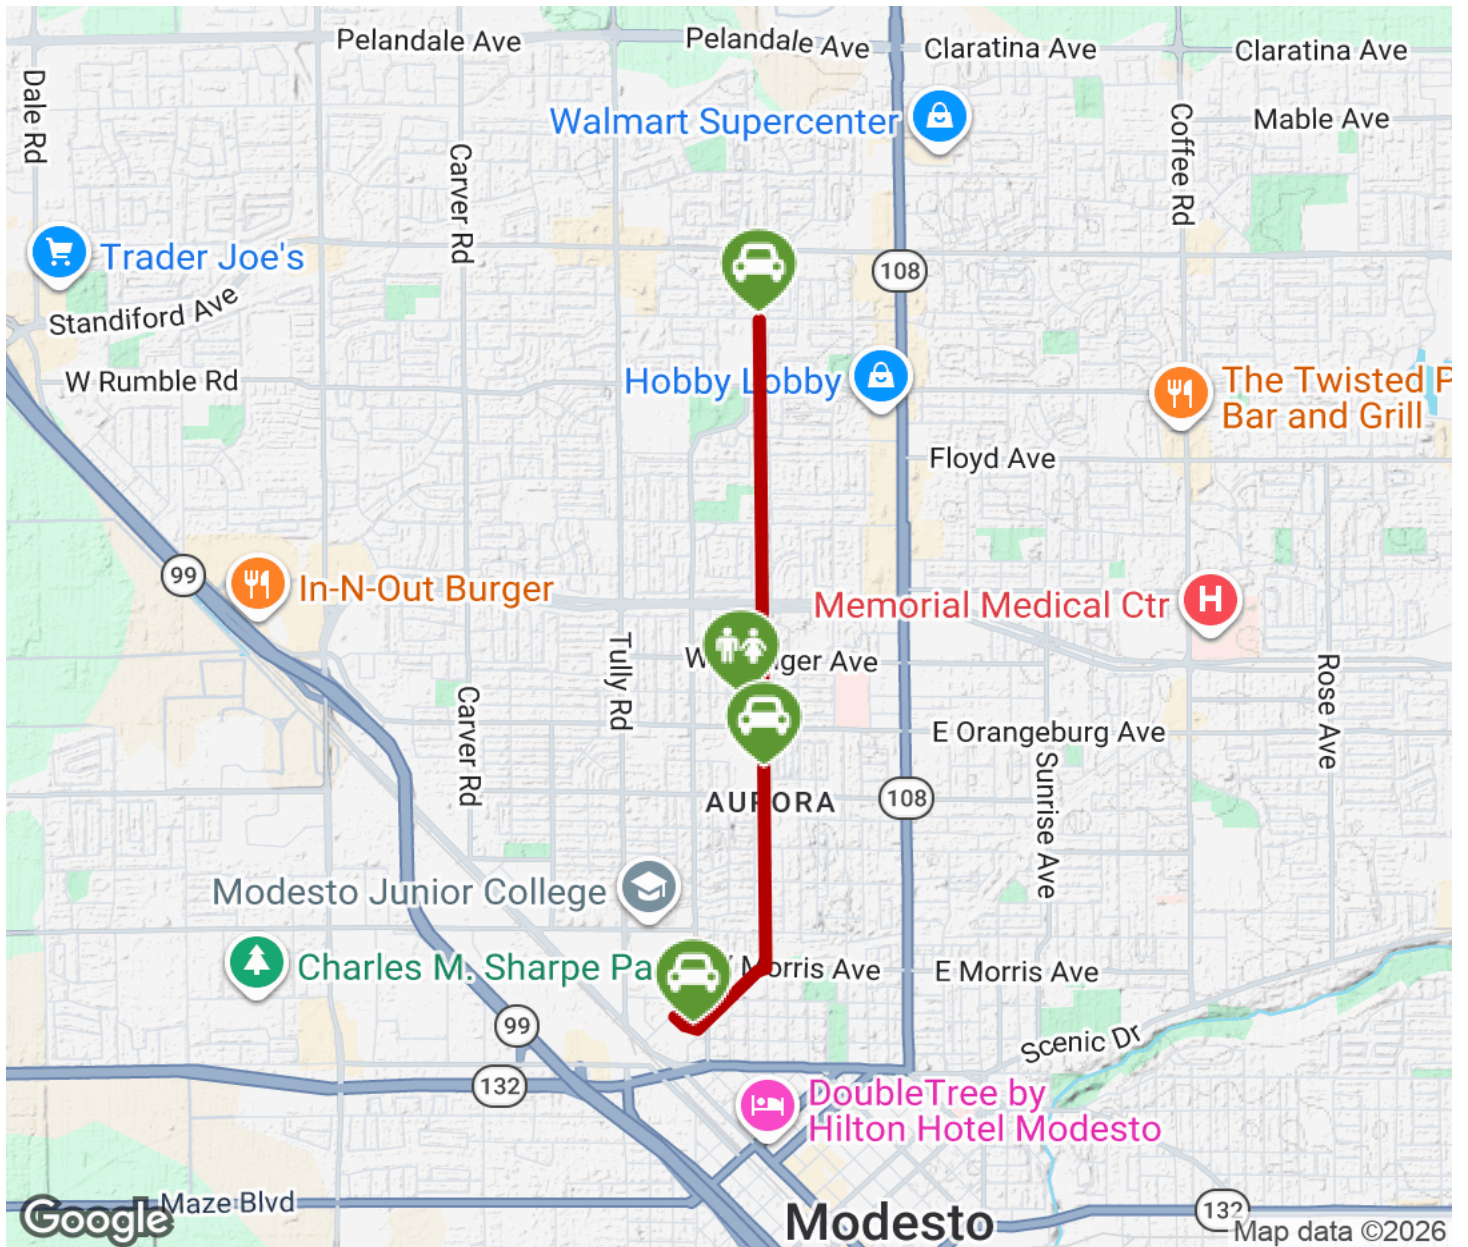 Pelandale Ave
Pelandale Ave
Claratina Ave
Claratina Ave
Dale Rd
Walmart Supercenter
Coffee Rd
Mable Ave
Carver Rd
Trader Joe's
108
Standiford Ave
W Rumble Rd
Hobby Lobby
The Twisted P
Bar and Grill
Floyd Ave
99
In-N-Out Burger
Memorial Medical Ctr
Tully Rd
W
ger Ave
Rose Ave
Carver Rd
E Orangeburg Ave
Sunrise Ave
AURORA
108
Modesto Junior College
Charles M. Sharpe Pa
Morris Ave
E Morris Ave
99
Scenic Dr
132
DoubleTree by
Hilton Hotel Modesto
Maze Blvd
Google
Modesto
132
Map data ©2026